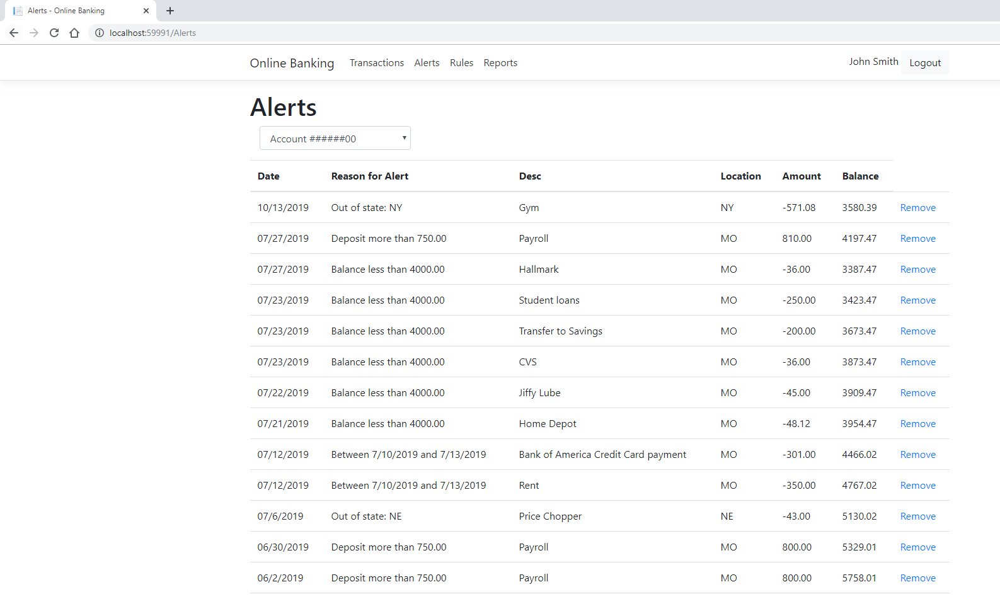 Alerts - Online Banking
localhost:59991/Alerts
Online Banking Transactions Alerts Rules Reports John Smith Logout
Alerts
Account ######00
Date Reason for Alert Desc Location Amount Balance
10/13/2019 Out of state: NY Gym NY -571.08 3580.39 Remove
07/27/2019 Deposit more than 750.00 Payroll MO 810.00 4197.47 Remove
07/27/2019 Balance less than 4000.00 Hallmark MO -36.00 3387.47 Remove
07/23/2019 Balance less than 4000.00 Student loans MO -250.00 3423.47 Remove
07/23/2019 Balance less than 4000.00 Transfer to Savings MO -200.00 3673.47 Remove
07/23/2019 Balance less than 4000.00 CVS MO -36.00 3873.47 Remove
07/22/2019 Balance less than 4000.00 Jiffy Lube MO -45.00 3909.47 Remove
07/21/2019 Balance less than 4000.00 Home Depot MO -48.12 3954.47 Remove
07/12/2019 Between 7/10/2019 and 7/13/2019 Bank of America Credit Card payment MO -301.00 4466.02 Remove
07/12/2019 Between 7/10/2019 and 7/13/2019 Rent MO -350.00 4767.02 Remove
07/6/2019 Out of state: NE Price Chopper NE -43.00 5130.02 Remove
06/30/2019 Deposit more than 750.00 Payroll MO 800.00 5329.01 Remove
06/2/2019 Deposit more than 750.00 Payroll MO 800.00 5758.01 Remove